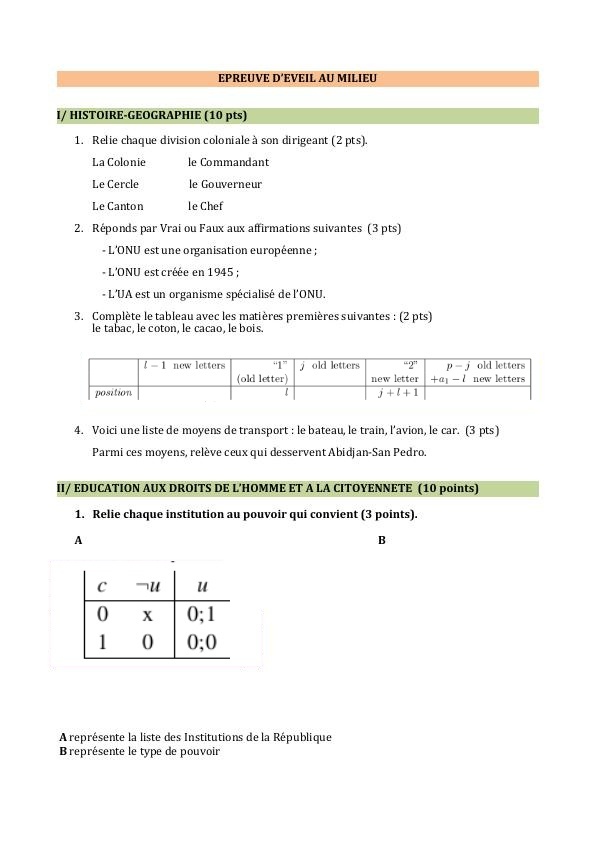 EPREUVE D'EVEIL AU MILIEU
I/ HISTOIRE-GEOGRAPHIE (10 pts)
1. Relie chaque division coloniale à son dirigeant (2 pts).
La Colonie le Commandant
Le Cercle le Gouverneur
Le Canton le Chef
2. Réponds par Vrai ou Faux aux affirmations suivantes (3 pts)
- L'ONU est une organisation européenne ;
- L'ONU est créée en 1945 ;
- L'UA est un organisme spécialisé de l'ONU.
3. Complète le tableau avec les matières premières suivantes : (2 pts)
le tabac, le coton, le cacao, le bois.
l − 1 new letters "1" j old letters "2" p − j old letters
(old letter) new letter +a₁ − l new letters
position l j + l + 1
4. Voici une liste de moyens de transport : le bateau, le train, l'avion, le car. (3 pts)
Parmi ces moyens, relève ceux qui desservent Abidjan-San Pedro.
II/ EDUCATION AUX DROITS DE L'HOMME ET A LA CITOYENNETE (10 points)
1. Relie chaque institution au pouvoir qui convient (3 points).
A B
c ¬u u
0 x 0;1
1 0 0;0
A représente la liste des Institutions de la République
B représente le type de pouvoir